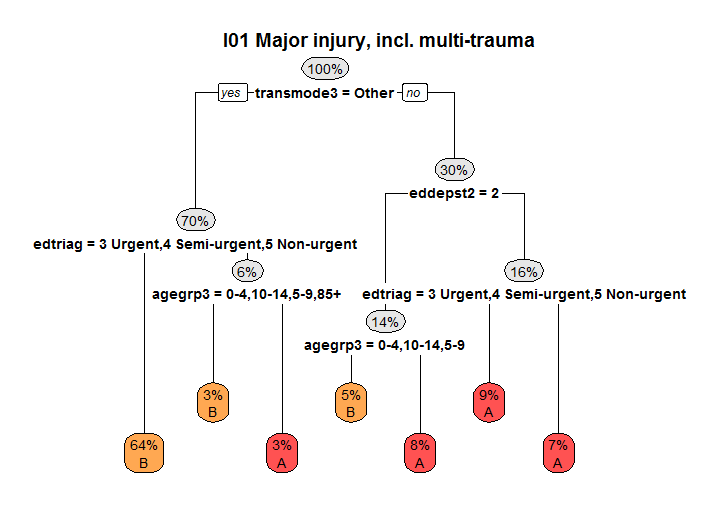 I01 Major injury, incl. multi-trauma
100%
yes transmode3 = Other no
30%
eddepst2 = 2
70%
edtriag = 3 Urgent,4 Semi-urgent,5 Non-urgent
6%
16%
agegrp3 = 0-4,10-14,5-9,85+
edtriag = 3 Urgent,4 Semi-urgent,5 Non-urgent
14%
agegrp3 = 0-4,10-14,5-9
3%
B
5%
B
9%
A
64%
B
3%
A
8%
A
7%
A